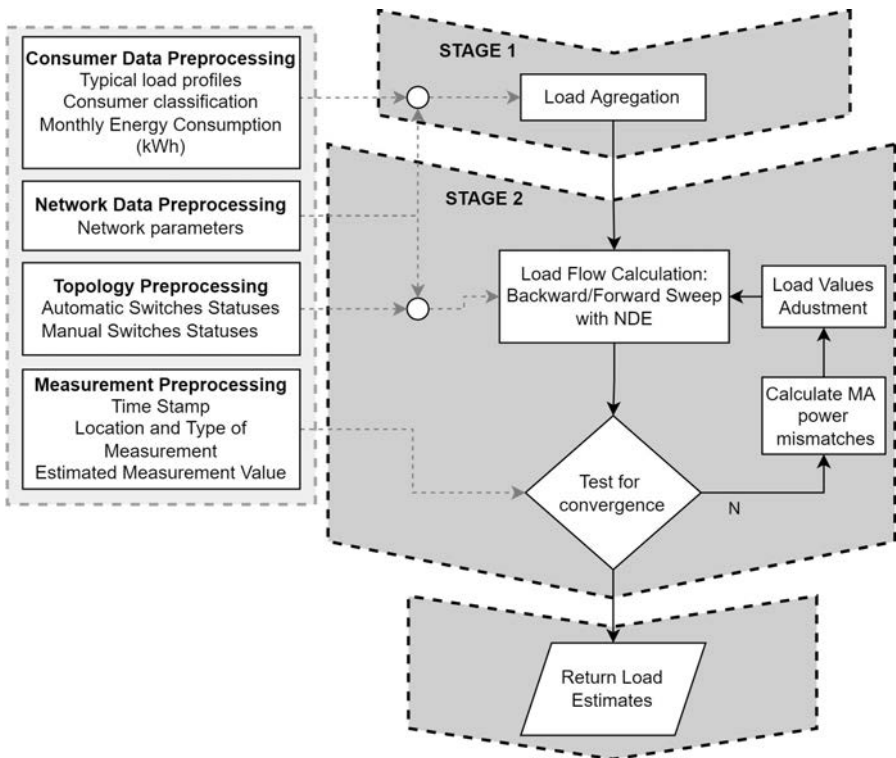 Consumer Data Preprocessing
Typical load profiles
Consumer classification
Monthly Energy Consumption
(kWh)
Network Data Preprocessing
Network parameters
Topology Preprocessing
Automatic Switches Statuses
Manual Switches Statuses
Measurement Preprocessing
Time Stamp
Location and Type of
Measurement
Estimated Measurement Value
STAGE 1
Load Agregation
STAGE 2
Load Flow Calculation:
Backward/Forward Sweep
with NDE
Load Values
Adustment
Calculate MA
power
mismatches
Test for
convergence
N
Return Load
Estimates